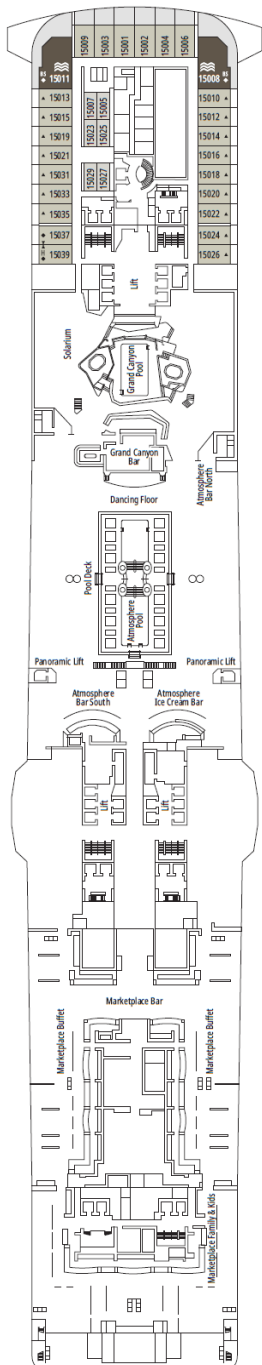 15009 15003 15001 15002 15004 15006
BS 15011
15008 BS
15013
15010
15007 15005
15015
15012
15023 15025
15019
15014
15021
15016
15031
15018
15029 15027
15033
15020
15035
15022
15037
15024
15039
15026
Lift
Solarium
Grand Canyon
Pool
Grand Canyon
Bar
Atmosphere
Bar North
Dancing Floor
Pool Deck
Atmosphere
Pool
Panoramic Lift
Panoramic Lift
Atmosphere
Bar South
Atmosphere
Ice Cream Bar
Lift
Lift
Marketplace Bar
Marketplace Buffet
Marketplace Buffet
Marketplace Family & Kids